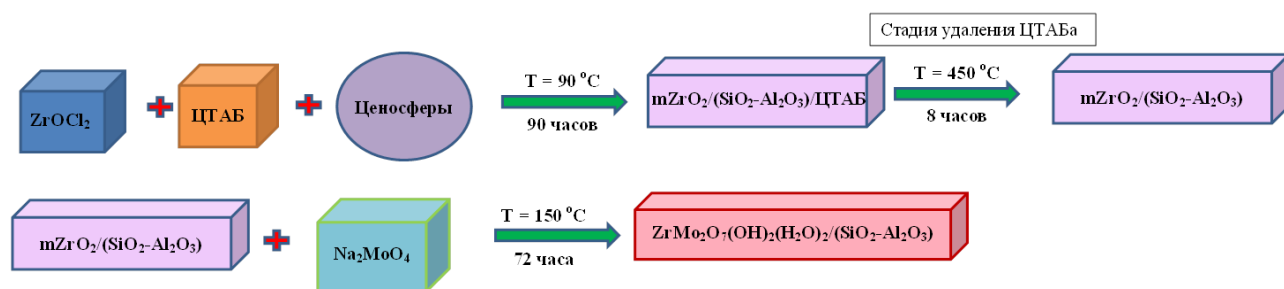 Стадия удаления ЦТАБа
ZrOCl₂
ЦТАБ
Ценосферы
T = 90 °C
90 часов
mZrO₂/(SiO₂-Al₂O₃)/ЦТАБ
T = 450 °C
8 часов
mZrO₂/(SiO₂-Al₂O₃)
mZrO₂/(SiO₂-Al₂O₃)
Na₂MoO₄
T = 150 °C
72 часа
ZrMo₂O₇(OH)₂(H₂O)₂/(SiO₂-Al₂O₃)